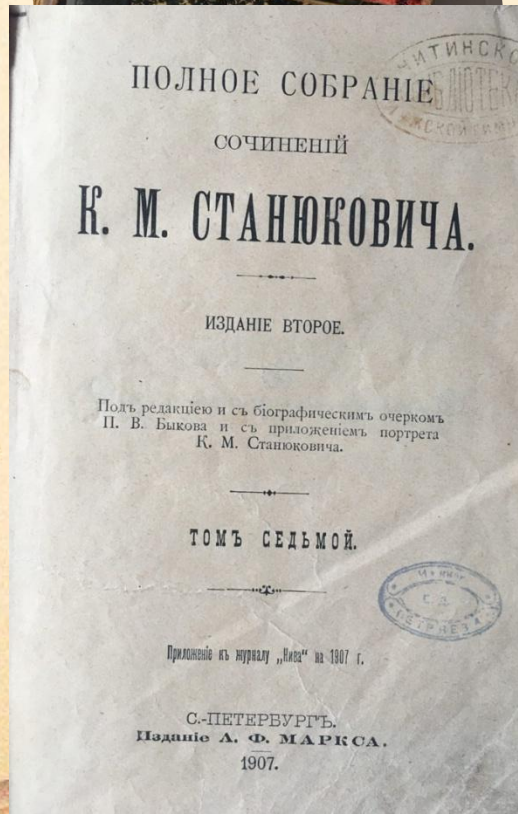 ПОЛНОЕ СОБРАНІЕ
СОЧИНЕНІЙ
К. М. СТАНЮКОВИЧА.
ИЗДАНІЕ ВТОРОЕ.
Подъ редакціею и съ біографическимъ очеркомъ
П. В. Быкова и съ приложеніемъ портрета
К. М. Станюковича.
ТОМЪ СЕДЬМОЙ.
Приложеніе къ журналу „Нива“ на 1907 г.
С.-ПЕТЕРБУРГЪ.
Изданіе А. Ф. МАРКСА.
1907.